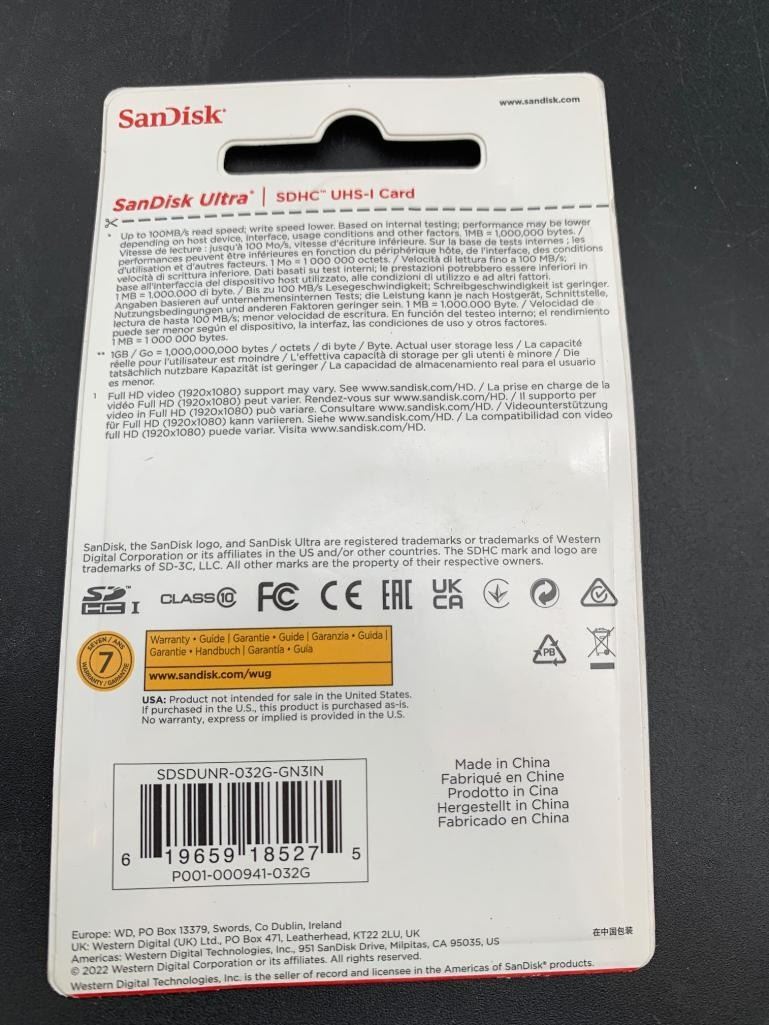 SanDisk
www.sandisk.com
SanDisk Ultra® | SDHC™ UHS-I Card
* Up to 100MB/s read speed; write speed lower. Based on internal testing; performance may be lower
depending on host device, interface, usage conditions and other factors. 1MB = 1,000,000 bytes. /
Vitesse de lecture : jusqu'à 100 Mo/s, vitesse d'écriture inférieure. Sur la base de tests internes ; les
performances peuvent être inférieures en fonction du périphérique hôte, de l'interface, des conditions
d'utilisation et d'autres facteurs. 1 Mo = 1 000 000 octets. / Velocità di lettura fino a 100 MB/s;
velocità di scrittura inferiore. Dati basati su test interni; le prestazioni potrebbero essere inferiori in
base all'interfaccia del dispositivo host utilizzato, alle condizioni di utilizzo e ad altri fattori.
1 MB = 1.000.000 di byte. / Bis zu 100 MB/s Lesegeschwindigkeit; Schreibgeschwindigkeit ist geringer.
Angaben basieren auf unternehmensinternen Tests; die Leistung kann je nach Hostgerät, Schnittstelle,
Nutzungsbedingungen und anderen Faktoren geringer sein. 1 MB = 1.000.000 Byte. / Velocidad de
lectura de hasta 100 MB/s; menor velocidad de escritura. En función del testeo interno; el rendimiento
puede ser menor según el dispositivo, la interfaz, las condiciones de uso y otros factores.
1 MB = 1 000 000 bytes.
** 1GB / Go = 1,000,000,000 bytes / octets / di byte / Byte. Actual user storage less / La capacité
réelle pour l'utilisateur est moindre / L'effettiva capacità di storage per gli utenti è minore / Die
tatsächlich nutzbare Kapazität ist geringer / La capacidad de almacenamiento real para el usuario
es menor.
1 Full HD video (1920x1080) support may vary. See www.sandisk.com/HD. / La prise en charge de la
vidéo Full HD (1920x1080) peut varier. Rendez-vous sur www.sandisk.com/HD. / Il supporto per
video in Full HD (1920x1080) può variare. Consultare www.sandisk.com/HD. / Videounterstützung
für Full HD (1920x1080) kann variieren. Siehe www.sandisk.com/HD. / La compatibilidad con video
full HD (1920x1080) puede variar. Visita www.sandisk.com/HD.
SanDisk, the SanDisk logo, and SanDisk Ultra are registered trademarks or trademarks of Western
Digital Corporation or its affiliates in the US and/or other countries. The SDHC mark and logo are
trademarks of SD-3C, LLC. All other marks are the property of their respective owners.
SD HC I CLASS 10 FC CE EAC UK CA
SEVEN / ANS
7
WARRANTY / GARANTIE
Warranty • Guide | Garantie • Guide | Garanzia • Guida |
Garantie • Handbuch | Garantía • Guía
www.sandisk.com/wug
PB
USA: Product not intended for sale in the United States.
If purchased in the U.S., this product is purchased as-is.
No warranty, express or implied is provided in the U.S.
SDSDUNR-032G-GN3IN
6 19659 18527 5
P001-000941-032G
Made in China
Fabriqué en Chine
Prodotto in Cina
Hergestellt in China
Fabricado en China
Europe: WD, PO Box 13379, Swords, Co Dublin, Ireland
UK: Western Digital (UK) Ltd., PO Box 471, Leatherhead, KT22 2LU, UK
Americas: Western Digital Technologies, Inc., 951 SanDisk Drive, Milpitas, CA 95035, US
© 2022 Western Digital Corporation or its affiliates. All rights reserved.
Western Digital Technologies, Inc. is the seller of record and licensee in the Americas of SanDisk® products.
在中国包装